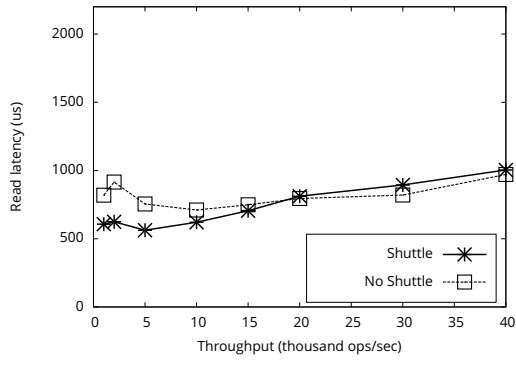 2000
1500
1000
500
0
Read latency (us)
Shuttle
No Shuttle
0 5 10 15 20 25 30 35 40
Throughput (thousand ops/sec)